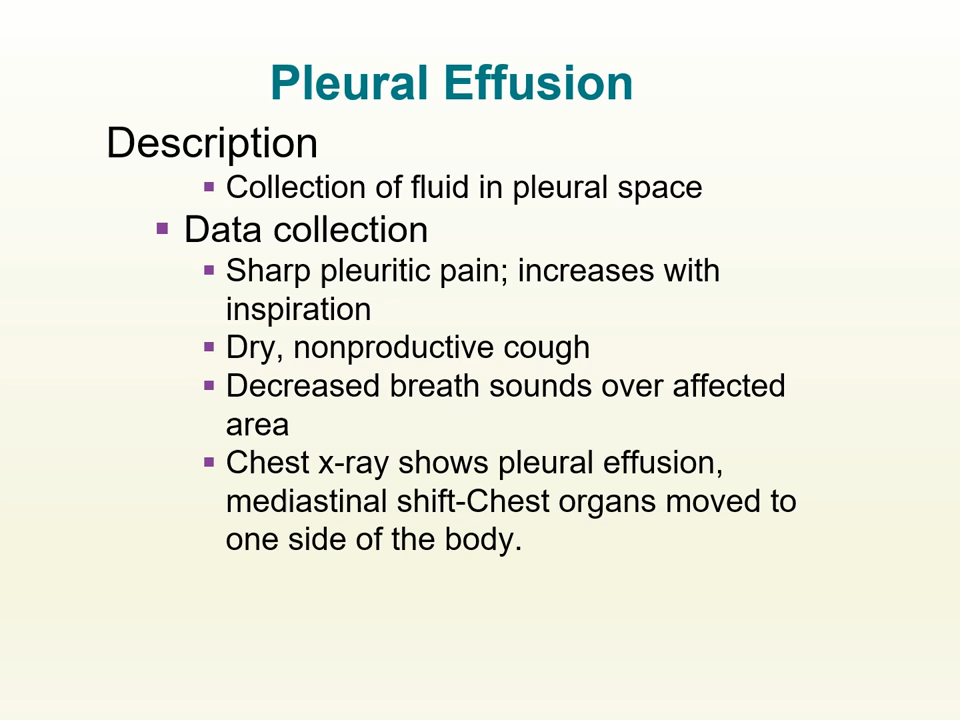 Pleural Effusion
Description
▪ Collection of fluid in pleural space
▪ Data collection
▪ Sharp pleuritic pain; increases with
inspiration
▪ Dry, nonproductive cough
▪ Decreased breath sounds over affected
area
▪ Chest x-ray shows pleural effusion,
mediastinal shift-Chest organs moved to
one side of the body.